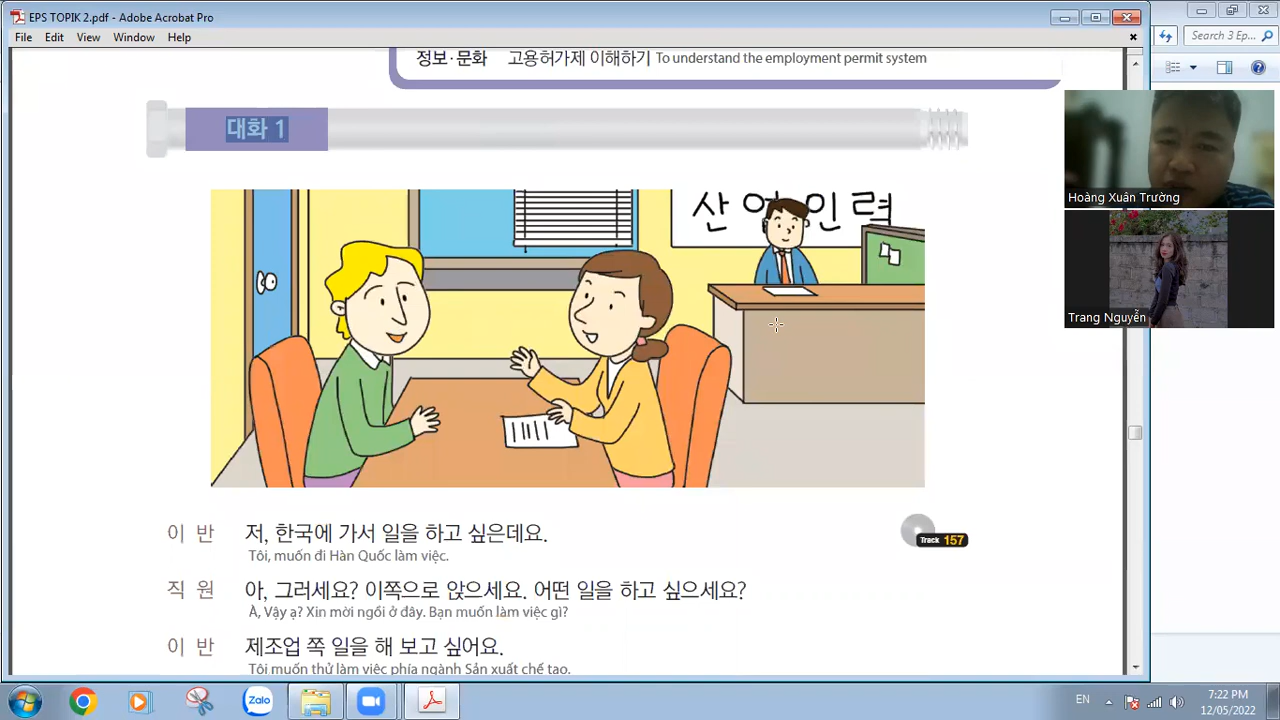 EPS TOPIK 2.pdf - Adobe Acrobat Pro
File Edit View Window Help
Search 3 Ep...
정보·문화 고용허가제 이해하기 To understand the employment permit system
대화 1
산 인력
Hoàng Xuân Trường
Trang Nguyễn
이 반 저, 한국에 가서 일을 하고 싶은데요.
Tôi, muốn đi Hàn Quốc làm việc.
Track 157
직 원 아, 그러세요? 이쪽으로 앉으세요. 어떤 일을 하고 싶으세요?
À, Vậy ạ? Xin mời ngồi ở đây. Bạn muốn làm việc gì?
이 반 제조업 쪽 일을 해 보고 싶어요.
Tôi muốn thử làm việc phía ngành Sản xuất chế tạo.
Zalo
EN
7:22 PM
12/05/2022